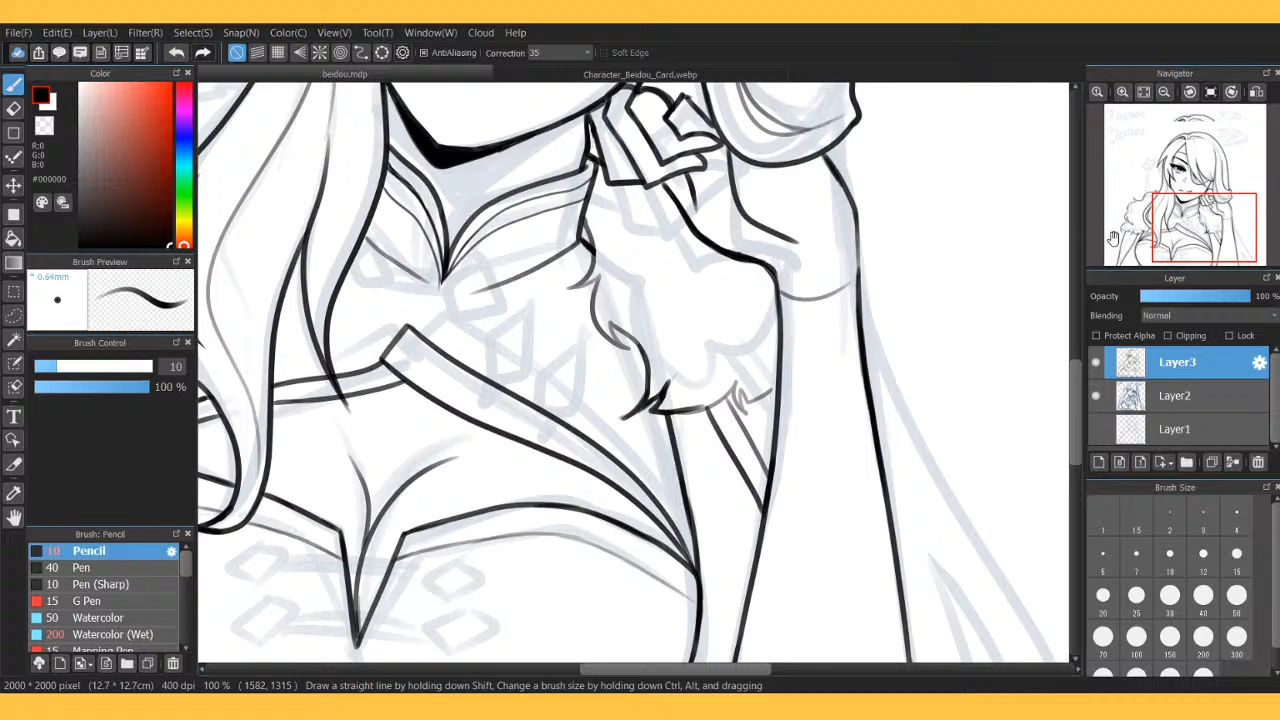 File(F) Edit(E) Layer(L) Filter(R) Select(S) Snap(N) Color(C) View(V) Tool(T) Window(W) Cloud Help
AntiAliasing Correction 35 Soft Edge
Color
beidou.mdp
Character_Beidou_Card.webp
Navigator
R:0
G:0
B:0
#000000
Brush Preview
0.64mm
Brush Control
10
100 %
Layer
Opacity 100 %
Blending Normal
Protect Alpha Clipping Lock
Layer3
Layer2
Layer1
Brush: Pencil
10 Pencil
40 Pen
10 Pen (Sharp)
15 G Pen
50 Watercolor
200 Watercolor (Wet)
15 Mapping Pen
Brush Size
1 1.5 2 3 4
5 7 10 12 15
20 25 30 40 50
70 100 150 200 300
2000 * 2000 pixel (12.7 * 12.7cm) 400 dpi 100 % ( 1582, 1315 ) Draw a straight line by holding down Shift, Change a brush size by holding down Ctrl, Alt, and dragging